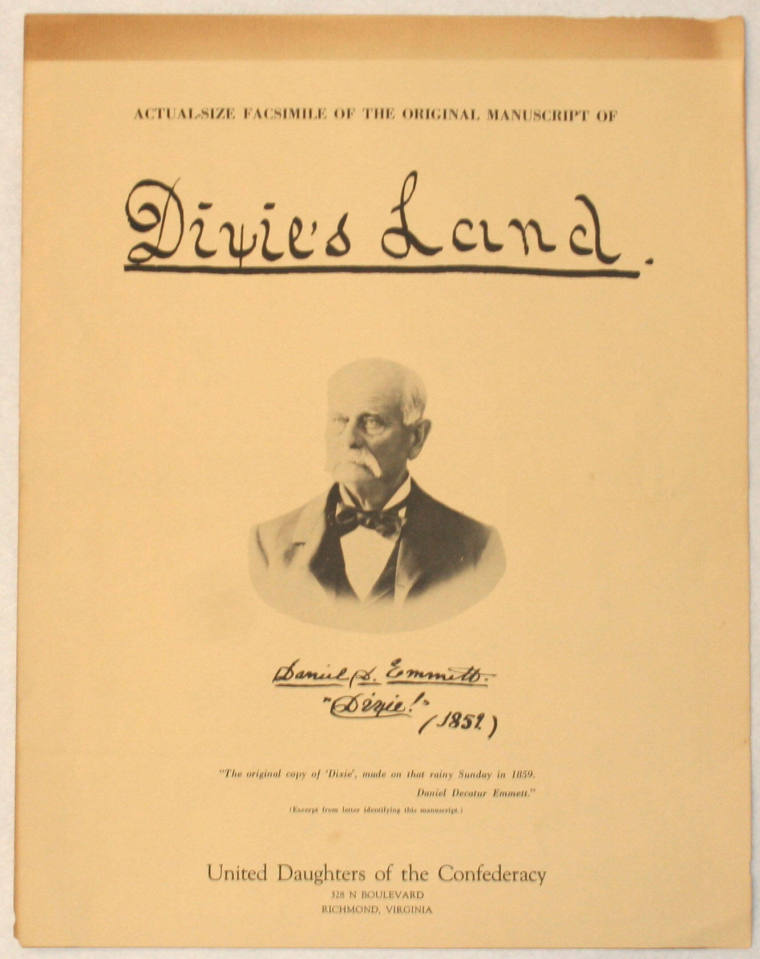 ACTUAL-SIZE FACSIMILE OF THE ORIGINAL MANUSCRIPT OF
Dixie's Land.
Daniel D. Emmett.
"Dixie!"
(1859.)
"The original copy of 'Dixie', made on that rainy Sunday in 1859.
Daniel Decatur Emmett."
(Excerpt from letter identifying this manuscript.)
United Daughters of the Confederacy
328 N BOULEVARD
RICHMOND, VIRGINIA